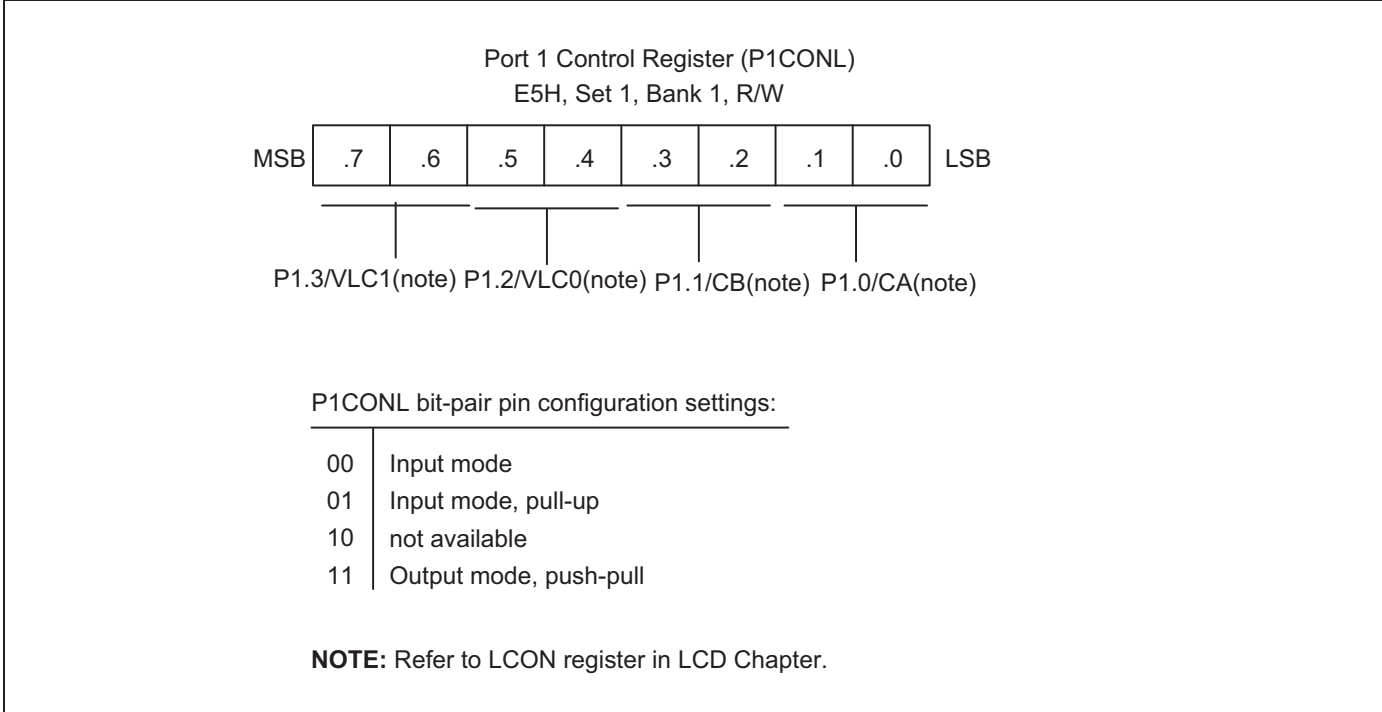 Port 1 Control Register (P1CONL)
E5H, Set 1, Bank 1, R/W
MSB .7 .6 .5 .4 .3 .2 .1 .0 LSB
P1.3/VLC1(note) P1.2/VLC0(note) P1.1/CB(note) P1.0/CA(note)
P1CONL bit-pair pin configuration settings:
00 Input mode
01 Input mode, pull-up
10 not available
11 Output mode, push-pull
NOTE: Refer to LCON register in LCD Chapter.